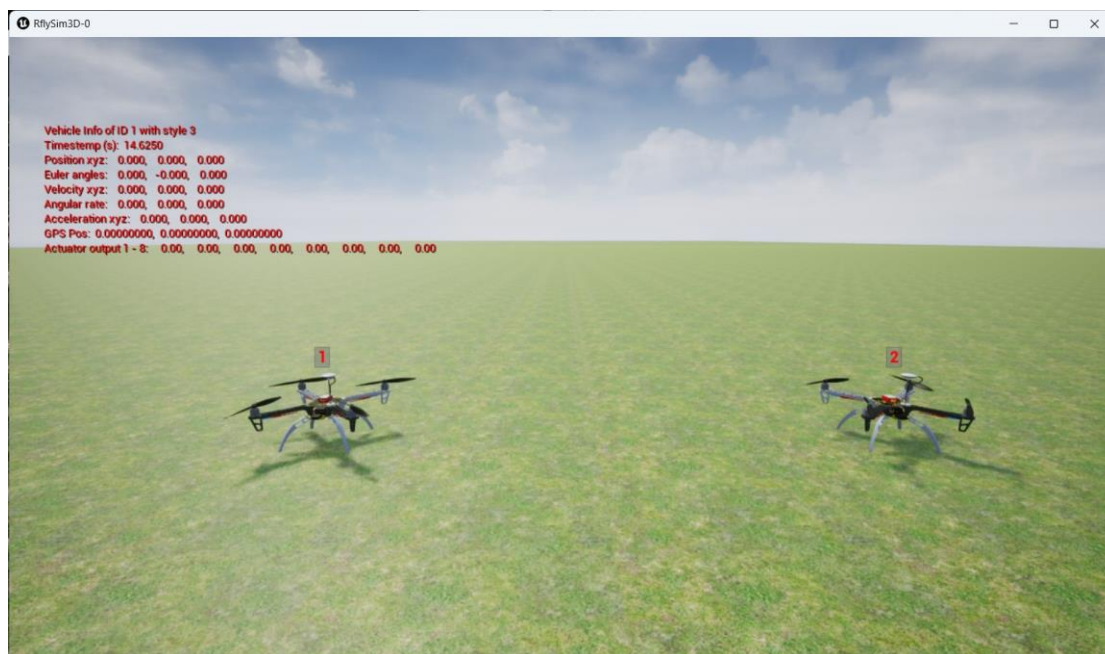 RflySim3D-0
Vehicle Info of ID 1 with style 3
Timestemp (s): 14.6250
Position xyz: 0.000, 0.000, 0.000
Euler angles: 0.000, -0.000, 0.000
Velocity xyz: 0.000, 0.000, 0.000
Angular rate: 0.000, 0.000, 0.000
Acceleration xyz: 0.000, 0.000, 0.000
GPS Pos: 0.00000000, 0.00000000, 0.00000000
Actuator output 1 - 8: 0.00, 0.00, 0.00, 0.00, 0.00, 0.00, 0.00, 0.00
1
2